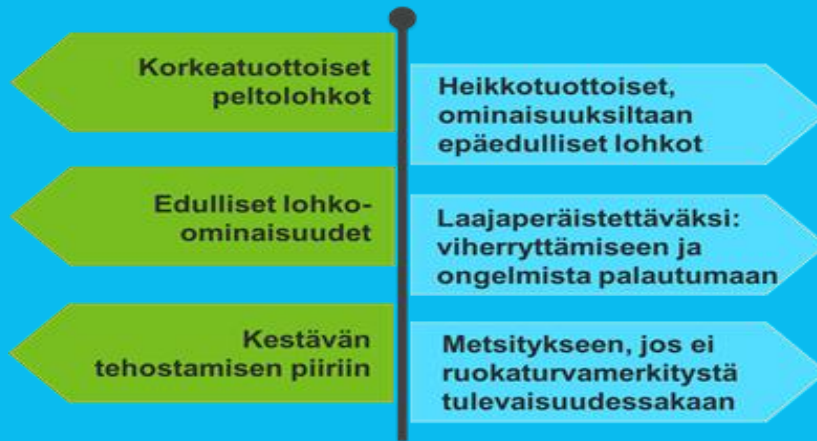 Korkeatuottoiset
peltolohkot
Edulliset lohko-
ominaisuudet
Kestävän
tehostamisen piiriin
Heikkotuottoiset,
ominaisuuksiltaan
epäedulliset lohkot
Laajaperäistettäväksi:
viherryttämiseen ja
ongelmista palautumaan
Metsitykseen, jos ei
ruokaturvamerkitystä
tulevaisuudessakaan